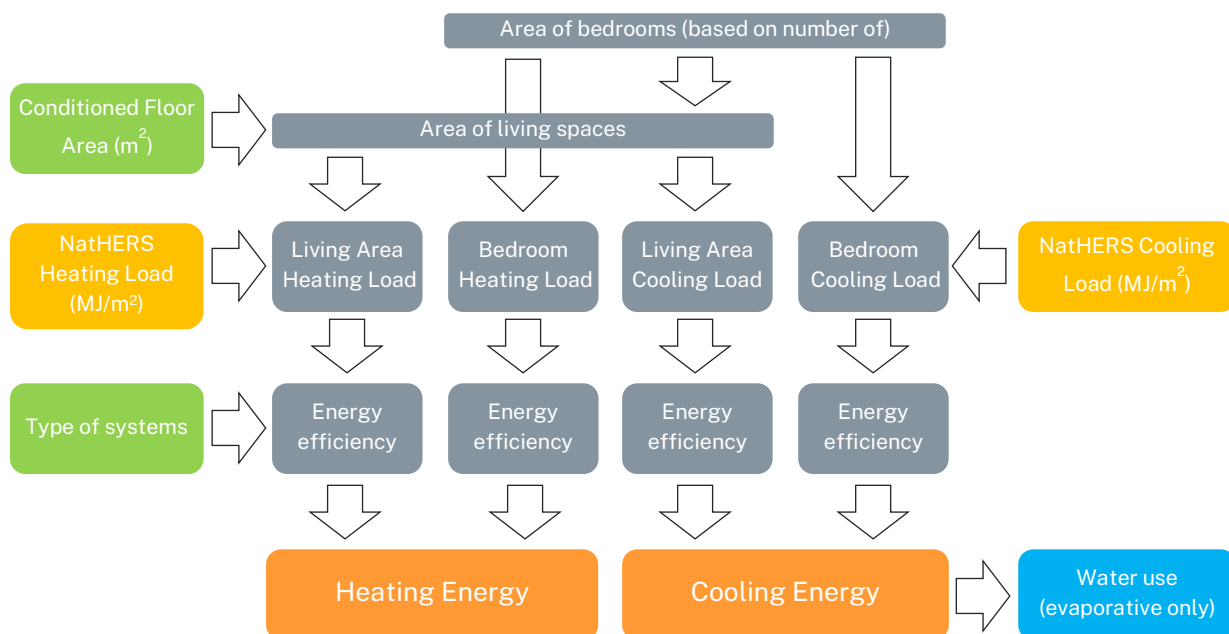 Area of bedrooms (based on number of)
Conditioned Floor
Area (m²)
Area of living spaces
NatHERS
Heating Load
(MJ/m²)
Living Area
Heating Load
Bedroom
Heating Load
Living Area
Cooling Load
Bedroom
Cooling Load
NatHERS Cooling
Load (MJ/m²)
Type of systems
Energy
efficiency
Energy
efficiency
Energy
efficiency
Energy
efficiency
Heating Energy
Cooling Energy
Water use
(evaporative only)